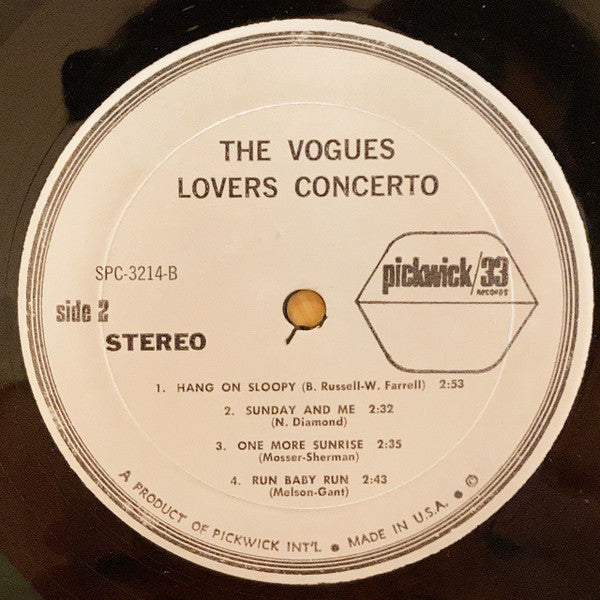 THE VOGUES
LOVERS CONCERTO
SPC-3214-B
pickwick/33
RECORDS
side 2
STEREO
1. HANG ON SLOOPY (B. Russell-W. Farrell) 2:53
2. SUNDAY AND ME 2:32
(N. Diamond)
3. ONE MORE SUNRISE 2:35
(Mosser-Sherman)
4. RUN BABY RUN 2:43
(Melson-Gant)
A PRODUCT OF PICKWICK INT'L • MADE IN U.S.A. • ©